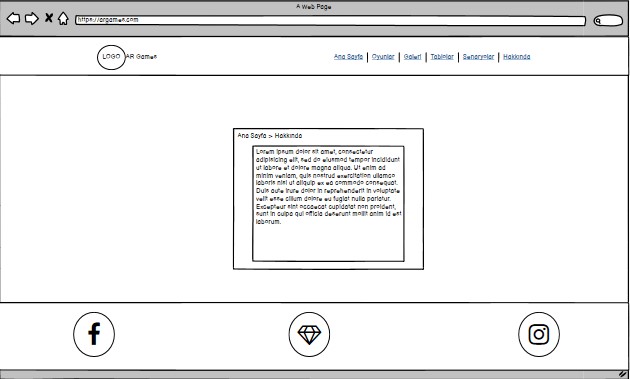 A Web Page
https://argames.com
LOGO AR Games
Ana Sayfa Oyunlar Galeri Tabirler Senaryolar Hakkında
Ana Sayfa > Hakkında
Lorem ipsum dolor sit amet, consectetur
adipisicing elit, sed do eiusmod tempor incididunt
ut labore et dolore magna aliqua. Ut enim ad
minim veniam, quis nostrud exercitation ullamco
laboris nisi ut aliquip ex ea commodo consequat.
Duis aute irure dolor in reprehenderit in voluptate
velit esse cillum dolore eu fugiat nulla pariatur.
Excepteur sint occaecat cupidatat non proident,
sunt in culpa qui officia deserunt mollit anim id est
laborum.